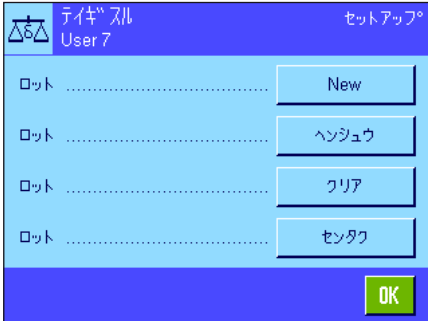 テイギスル セットアップ
User 7
ロット ................................... New
ロット ................................... ヘンシュウ
ロット ................................... クリア
ロット ................................... センタク
OK